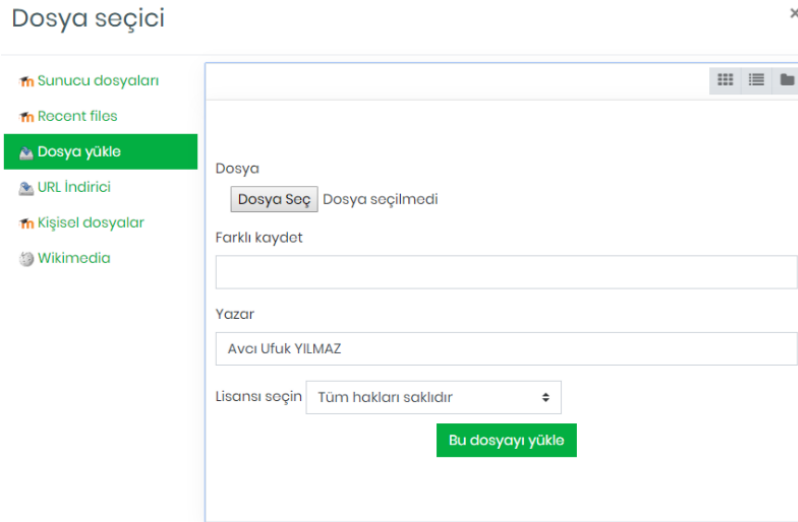 Dosya seçici
×
Sunucu dosyaları
Recent files
Dosya yükle
URL İndirici
Kişisel dosyalar
Wikimedia
Dosya
Dosya Seç Dosya seçilmedi
Farklı kaydet
Yazar
Avcı Ufuk YILMAZ
Lisansı seçin Tüm hakları saklıdır
Bu dosyayı yükle